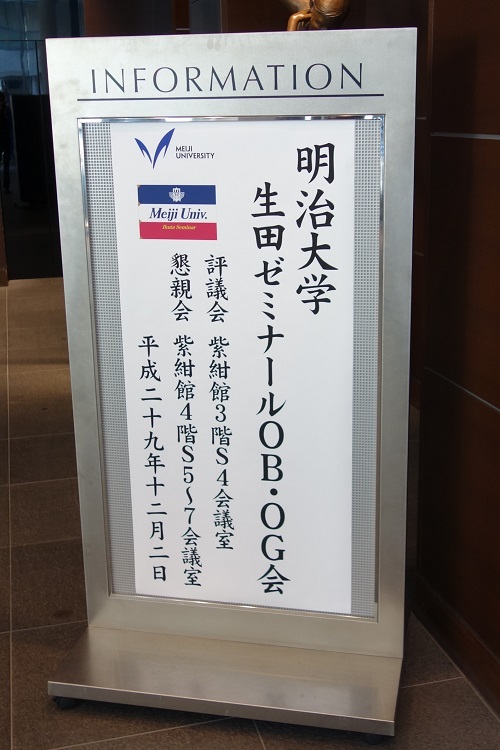 INFORMATION
MEIJI
UNIVERSITY
Meiji Univ.
Ikuta Seminar
明治大学
生田ゼミナールOB・OG会
評議会 紫紺館3階S4会議室
懇親会 紫紺館4階S5～7会議室
平成二十九年十二月二日